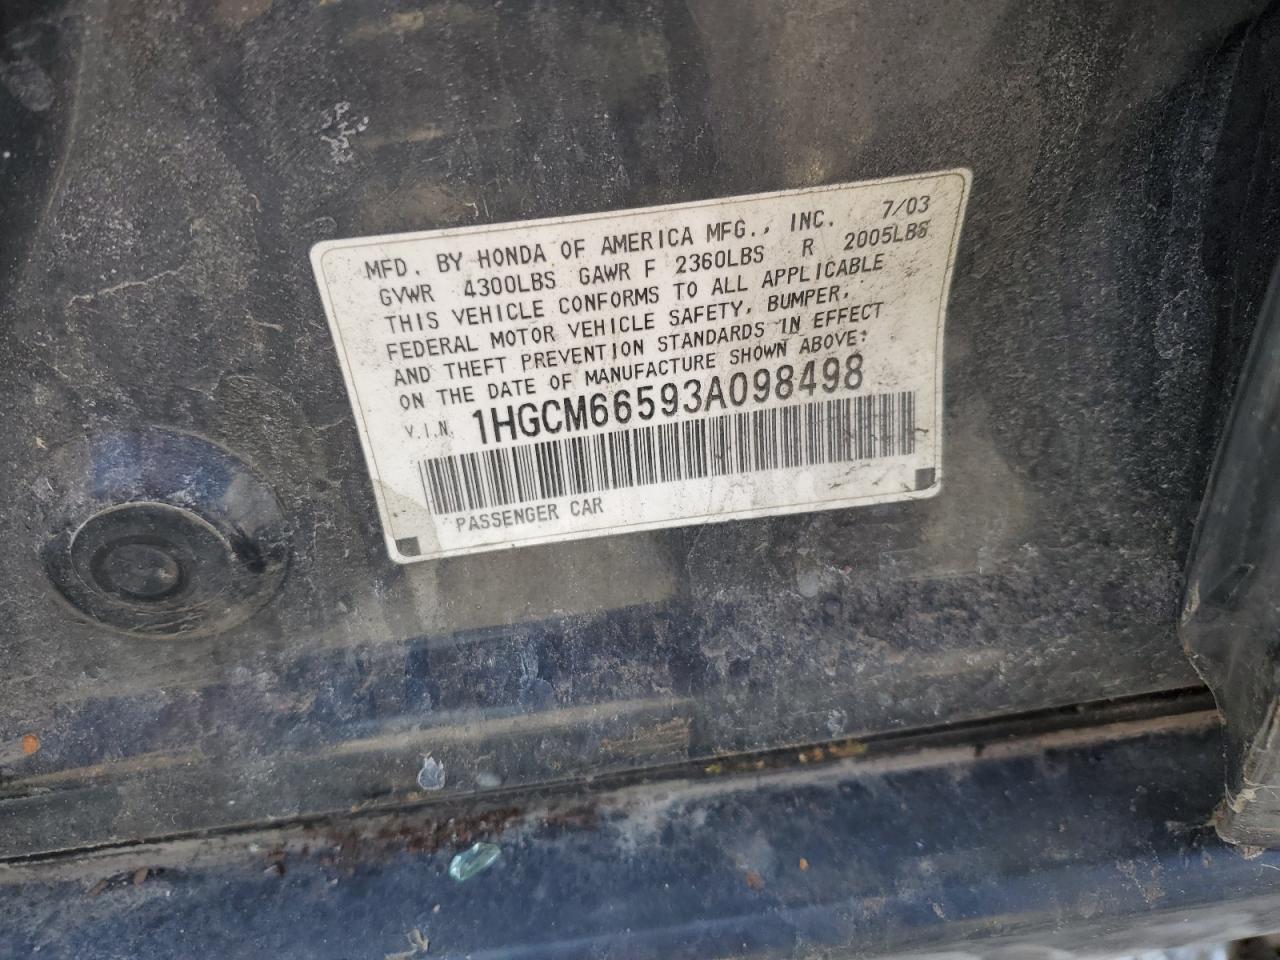 MFD. BY HONDA OF AMERICA MFG., INC. 7/03
GVWR 4300LBS GAWR F 2360LBS R 2005LBS
THIS VEHICLE CONFORMS TO ALL APPLICABLE
FEDERAL MOTOR VEHICLE SAFETY, BUMPER,
AND THEFT PREVENTION STANDARDS IN EFFECT
ON THE DATE OF MANUFACTURE SHOWN ABOVE:
V.I.N. 1HGCM66593A098498
PASSENGER CAR